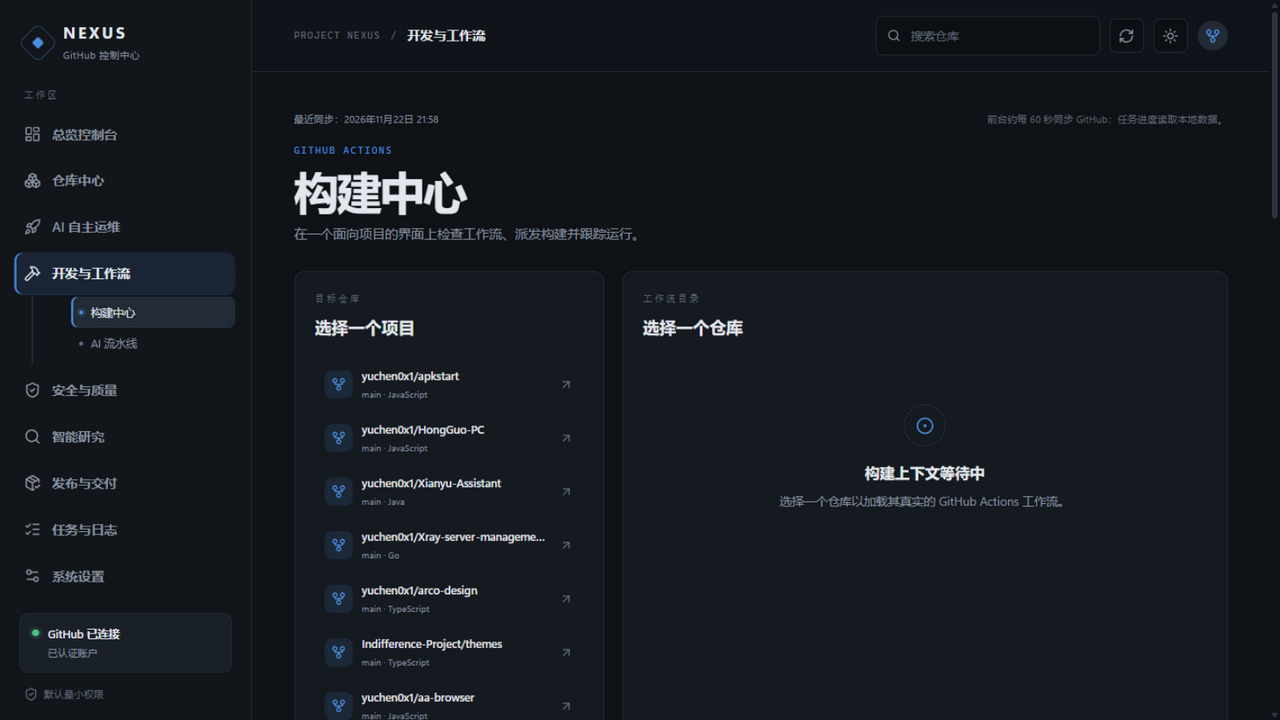 NEXUS
GitHub 控制中心
工作区
总览控制台
仓库中心
AI 自主运维
开发与工作流
构建中心
AI 流水线
安全与质量
智能研究
发布与交付
任务与日志
系统设置
GitHub 已连接
已认证账户
默认最小权限
PROJECT NEXUS / 开发与工作流
搜索仓库
最近同步：2026年11月22日 21:58
前台约每 60 秒同步 GitHub；任务进度读取本地数据。
GITHUB ACTIONS
构建中心
在一个面向项目的界面上检查工作流、派发构建并跟踪运行。
目标仓库
选择一个项目
yuchen0x1/apkstart
main · JavaScript
yuchen0x1/HongGuo-PC
main · JavaScript
yuchen0x1/Xianyu-Assistant
main · Java
yuchen0x1/Xray-server-manageme...
main · Go
yuchen0x1/arco-design
main · TypeScript
Indifference-Project/themes
main · TypeScript
yuchen0x1/aa-browser
main · JavaScript
工作流目录
选择一个仓库
构建上下文等待中
选择一个仓库以加载其真实的 GitHub Actions 工作流。